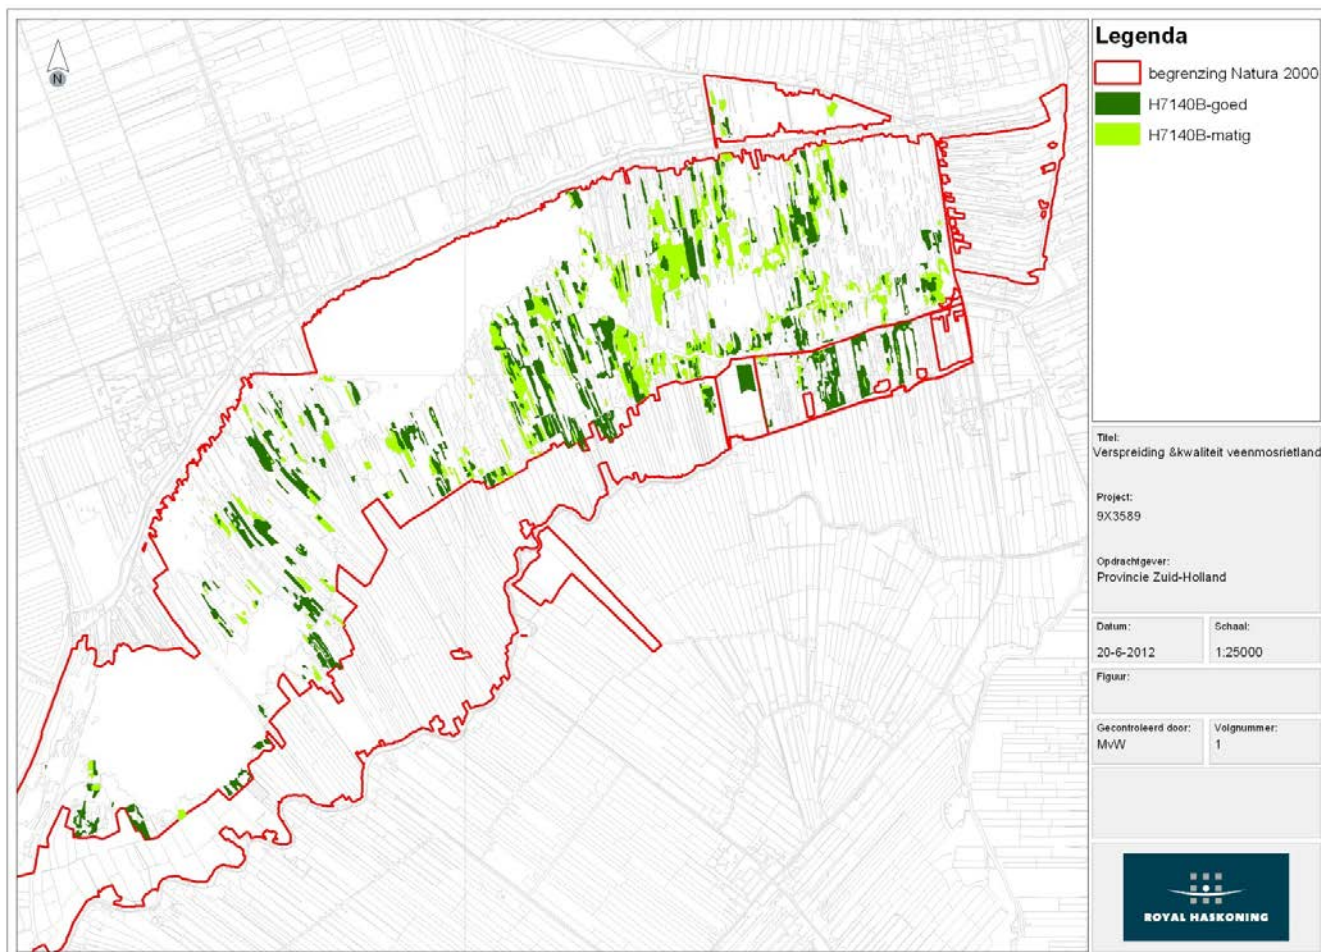 N
Legenda
begrenzing Natura 2000
H7140B-goed
H7140B-matig
Titel:
Verspreiding &kwaliteit veenmosrietland
Project:
9X3589
Opdrachtgever:
Provincie Zuid-Holland
Datum:
20-6-2012
Schaal:
1:25000
Figuur:
Gecontroleerd door:
MvW
Volgnummer:
1
ROYAL HASKONING